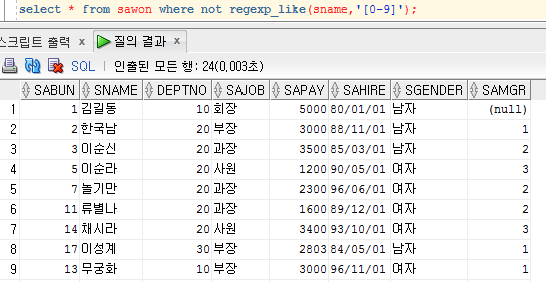 select * from sawon where not regexp_like(sname,'[0-9]');
스크립트 출력 x 질의 결과 x
SQL | 인출된 모든 행: 24(0,003초)
SABUN SNAME DEPTNO SAJOB SAPAY SAHIRE SGENDER SAMGR
1 1 김길동 10 회장 5000 80/01/01 남자 (null)
2 2 한국남 20 부장 3000 88/11/01 남자 1
3 3 이순신 20 과장 3500 85/03/01 남자 2
4 5 이순라 20 사원 1200 90/05/01 여자 3
5 7 놀기만 20 과장 2300 96/06/01 여자 2
6 11 류별나 20 과장 1600 89/12/01 여자 2
7 14 채시라 20 사원 3400 93/10/01 여자 3
8 17 이성계 30 부장 2803 84/05/01 남자 1
9 13 무궁화 10 부장 3000 96/11/01 여자 1